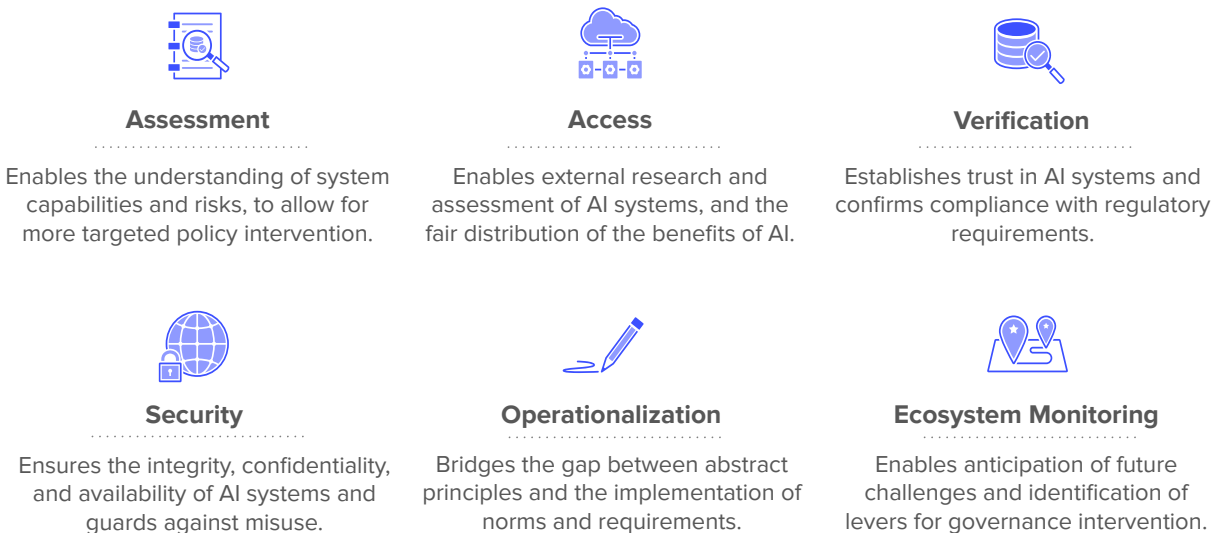 Assessment
Enables the understanding of system
capabilities and risks, to allow for
more targeted policy intervention.
Access
Enables external research and
assessment of AI systems, and the
fair distribution of the benefits of AI.
Verification
Establishes trust in AI systems and
confirms compliance with regulatory
requirements.
Security
Ensures the integrity, confidentiality,
and availability of AI systems and
guards against misuse.
Operationalization
Bridges the gap between abstract
principles and the implementation of
norms and requirements.
Ecosystem Monitoring
Enables anticipation of future
challenges and identification of
levers for governance intervention.